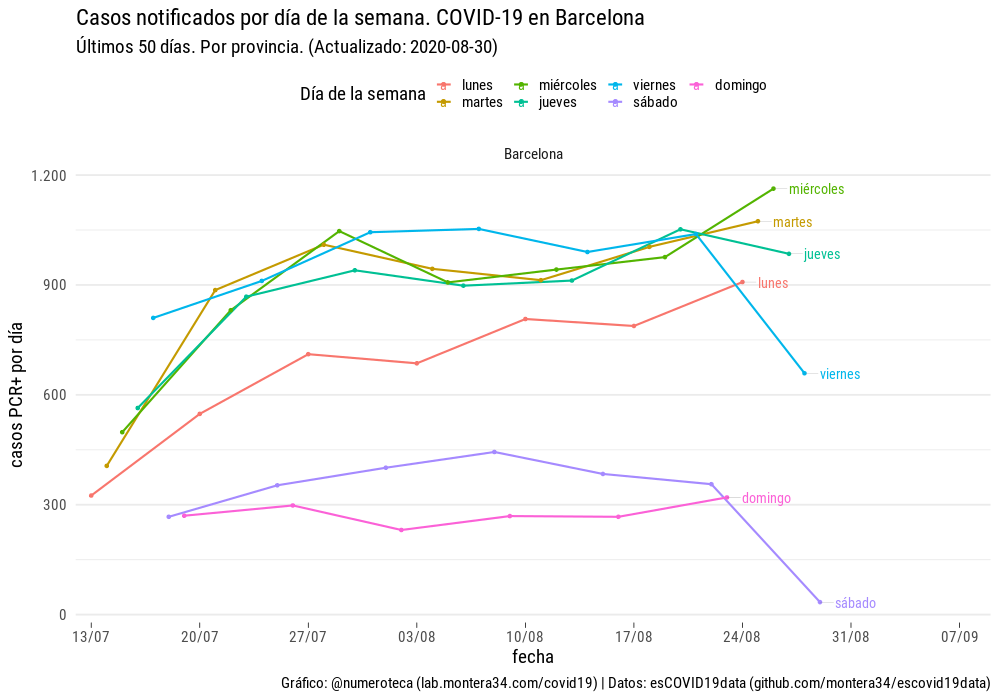 Casos notificados por día de la semana. COVID-19 en Barcelona
Últimos 50 días. Por provincia. (Actualizado: 2020-08-30)
Día de la semana
lunes
martes
miércoles
jueves
viernes
sábado
domingo
Barcelona
casos PCR+ por día
1.200
900
600
300
0
miércoles
martes
jueves
lunes
viernes
domingo
sábado
13/07 20/07 27/07 03/08 10/08 17/08 24/08 31/08 07/09
fecha
Gráfico: @numeroteca (lab.montera34.com/covid19) | Datos: esCOVID19data (github.com/montera34/escovid19data)